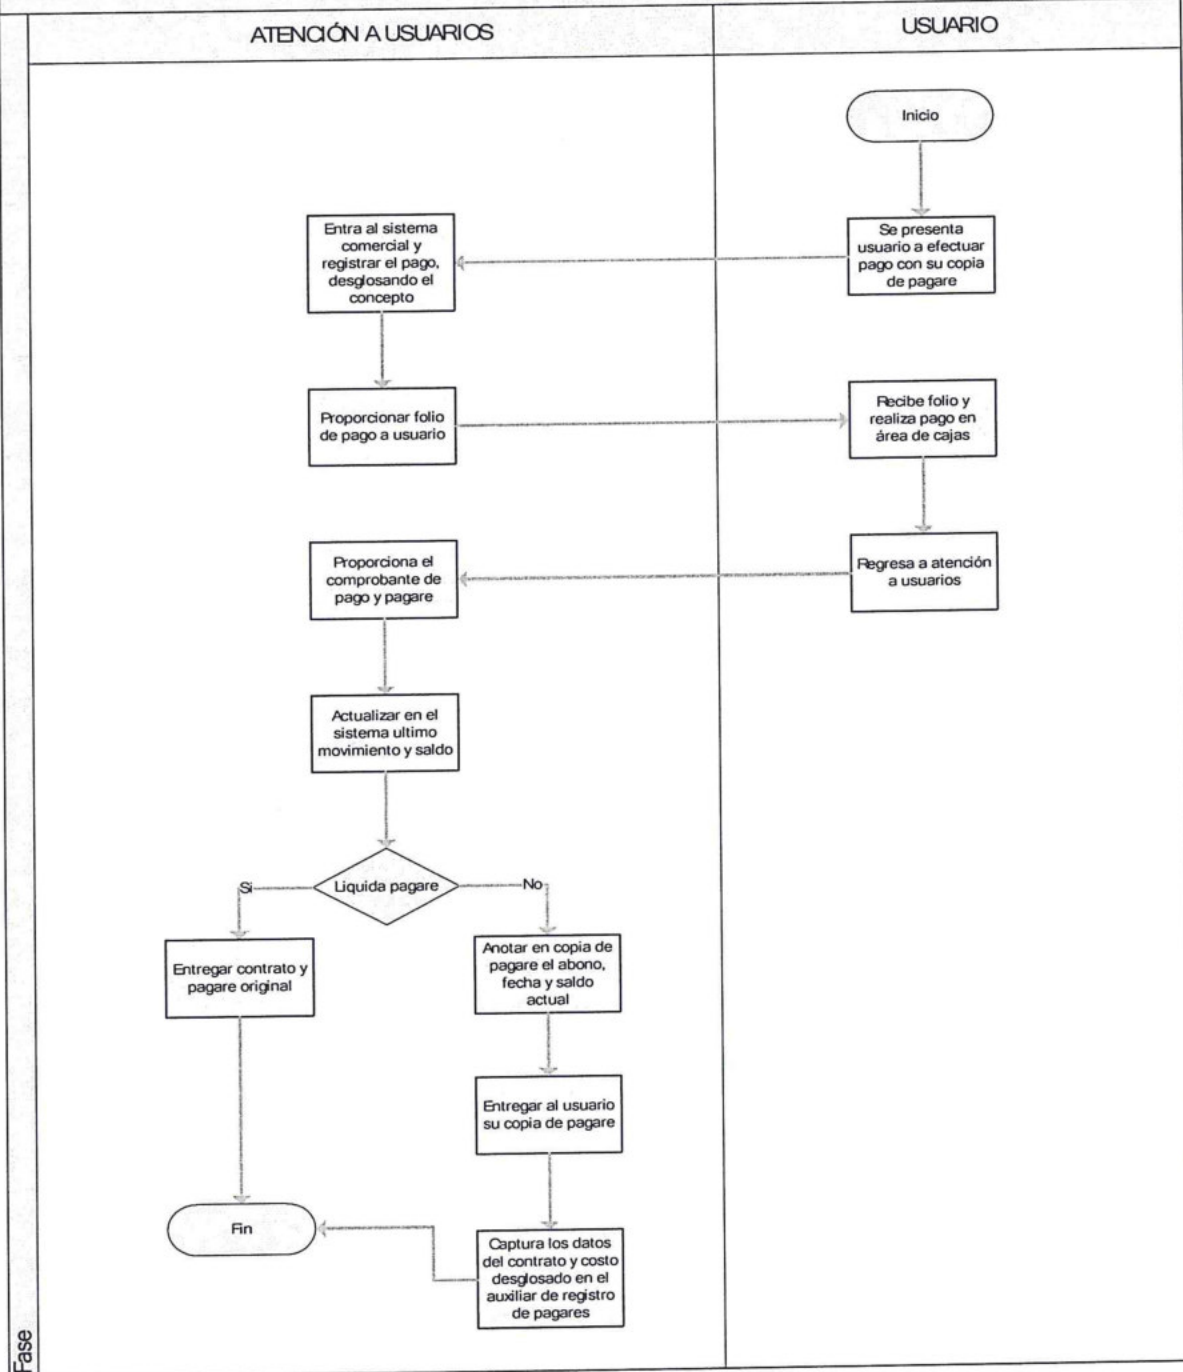 ATENCIÓN A USUARIOS
USUARIO
Inicio
Entra al sistema
comercial y
registrar el pago,
desglosando el
concepto
Se presenta
usuario a efectuar
pago con su copia
de pagare
Proporcionar folio
de pago a usuario
Recibe folio y
realiza pago en
área de cajas
Proporciona el
comprobante de
pago y pagare
Regresa a atención
a usuarios
Actualizar en el
sistema ultimo
movimiento y saldo
Si
Liquida pagare
No
Entregar contrato y
pagare original
Anotar en copia de
pagare el abono,
fecha y saldo
actual
Entregar al usuario
su copia de pagare
Fin
Captura los datos
del contrato y costo
desglosado en el
auxiliar de registro
de pagares
Fase